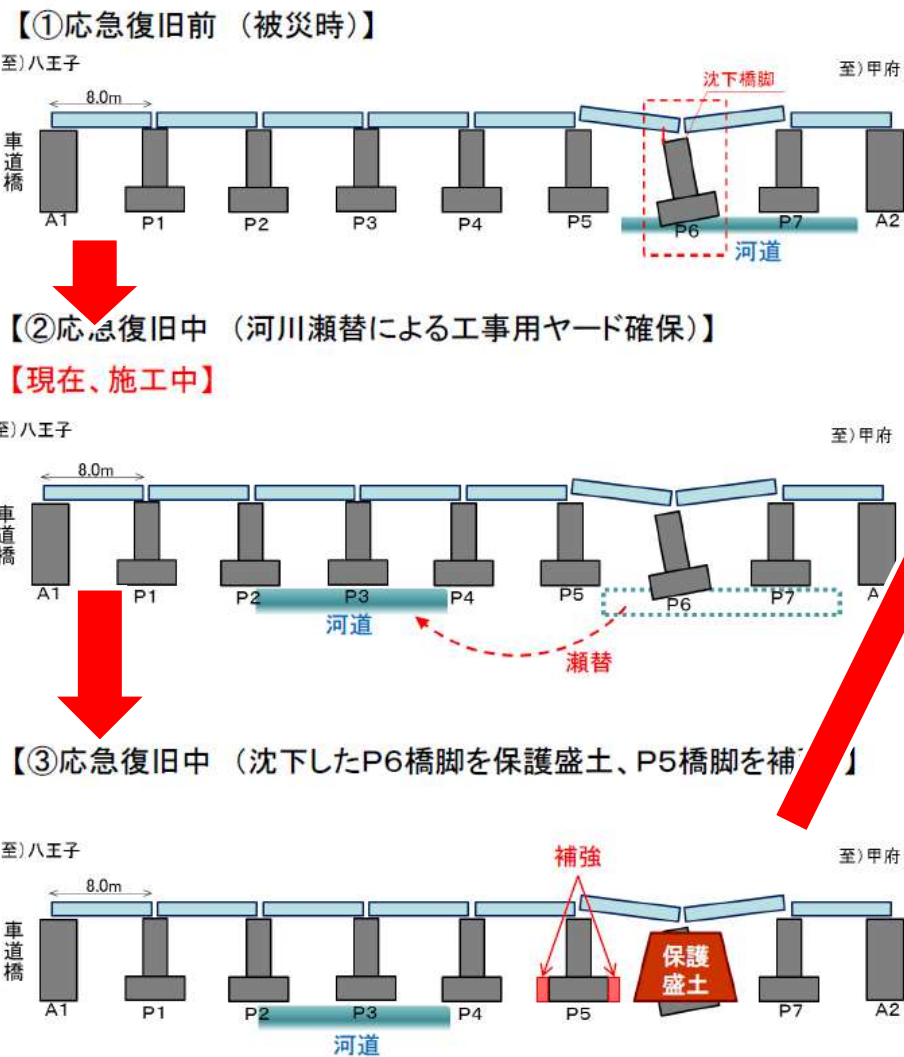 【①応急復旧前 （被災時）】
至）八王子
至）甲府
沈下橋脚
8.0m
車道橋
A1
P1
P2
P3
P4
P5
P6
P7
A2
河道
【②応急復旧中 （河川瀬替による工事用ヤード確保）】
【現在、施工中】
至）八王子
至）甲府
8.0m
車道橋
A1
P1
P2
P3
P4
P5
P6
P7
A
河道
瀬替
【③応急復旧中 （沈下したP6橋脚を保護盛土、P5橋脚を補
】
至）八王子
補強
至）甲府
8.0m
車道橋
保護
盛土
A1
P1
P2
P3
P4
P5
P7
A2
河道